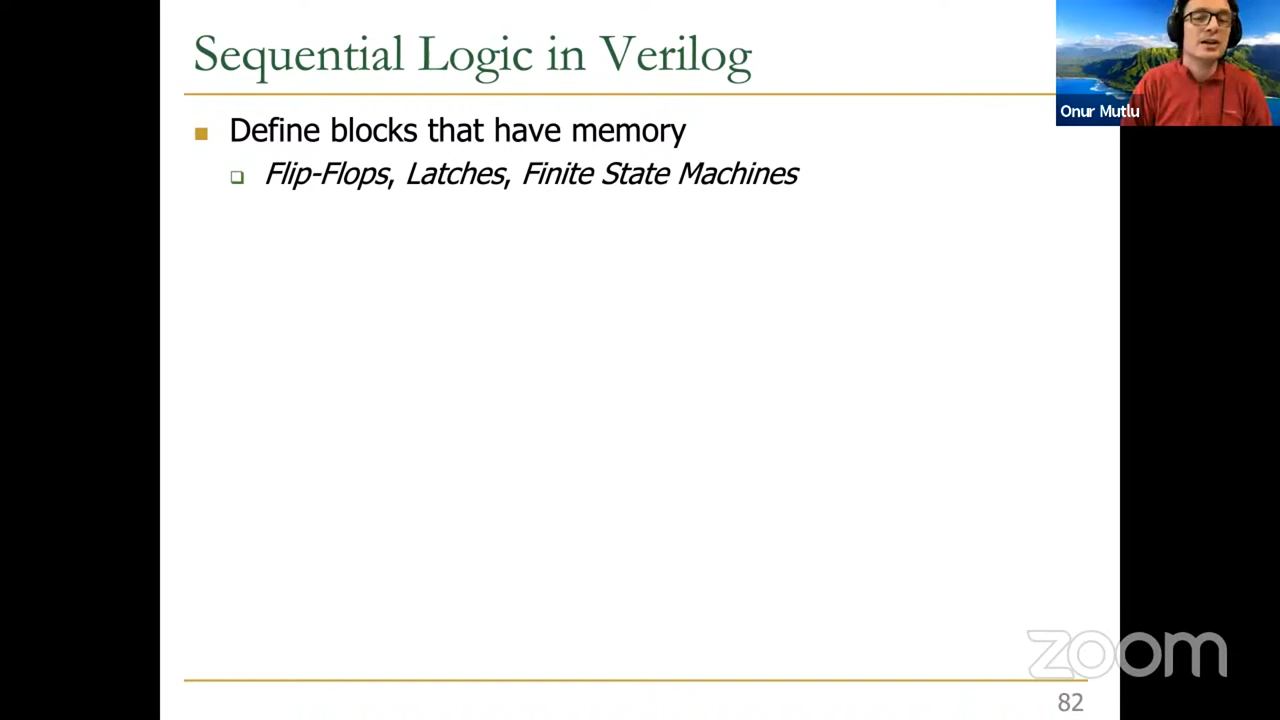 Sequential Logic in Verilog
Onur Mutlu
Define blocks that have memory
Flip-Flops, Latches, Finite State Machines
zoom
82